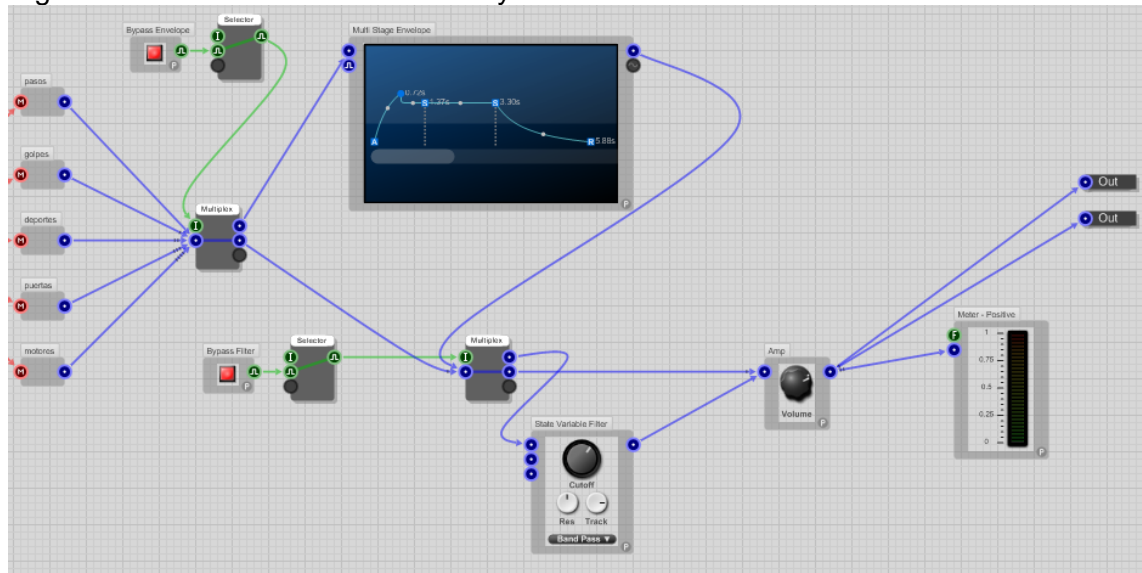 Bypass Envelope
Selector
Multi Stage Envelope
P
0.72s
S 1.37s
S 3.30s
A
R 5.88s
P
pasos
M
golpes
M
deportes
M
puertas
M
motores
M
Multiplex
I
Out
Out
Bypass Filter
P
Selector
I
Multiplex
I
State Variable Filter
Cutoff
Res Track
Band Pass ▼
P
Amp
Volume
P
Meter - Positive
F
1
0.75
0.5
0.25
0
P